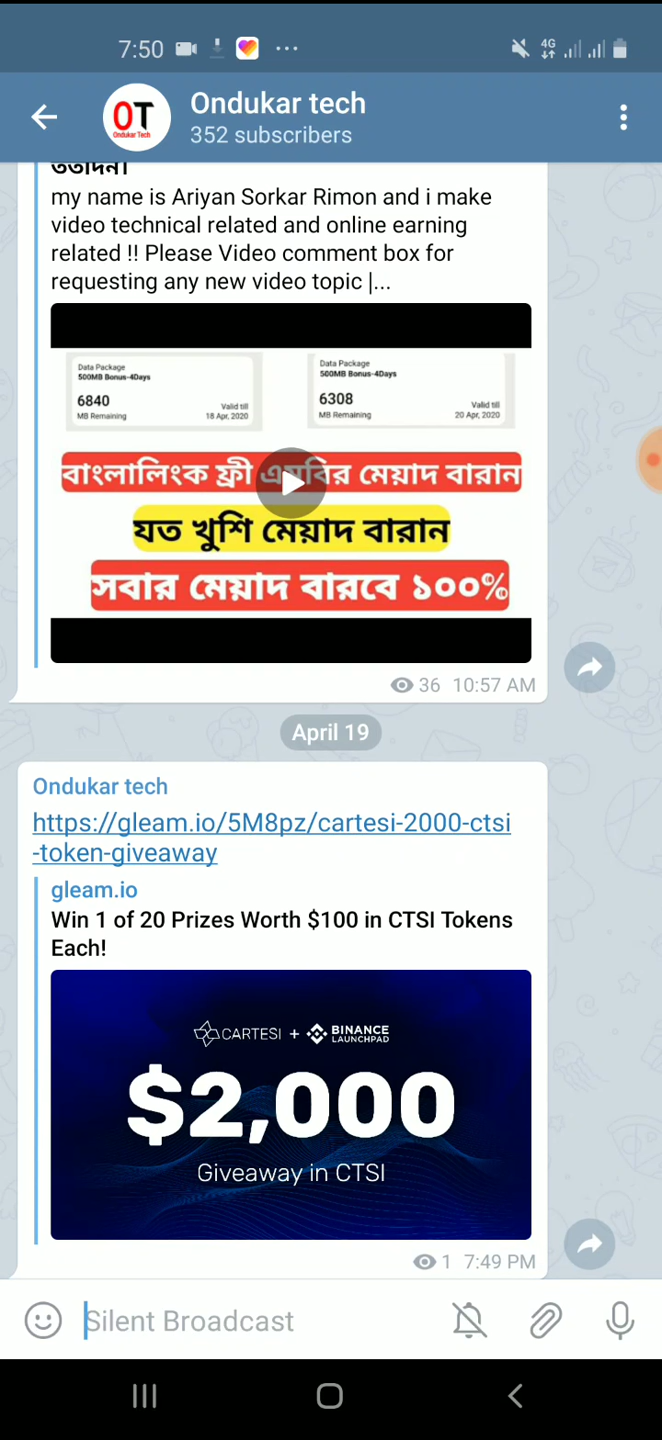 7:50
4G
OT
Ondukar Tech
Ondukar tech
352 subscribers
my name is Ariyan Sorkar Rimon and i make
video technical related and online earning
related !! Please Video comment box for
requesting any new video topic |...
Data Package
500MB Bonus-4Days
6840
MB Remaining
Valid till
18 Apr, 2020
Data Package
500MB Bonus-4Days
6308
MB Remaining
Valid till
20 Apr, 2020
বাংলালিংক ফ্রী এমবির মেয়াদ বারান
যত খুশি মেয়াদ বারান
সবার মেয়াদ বারবে ১০০%
36 10:57 AM
April 19
Ondukar tech
https://gleam.io/5M8pz/cartesi-2000-ctsi
-token-giveaway
gleam.io
Win 1 of 20 Prizes Worth $100 in CTSI Tokens
Each!
CARTESI + BINANCE LAUNCHPAD
$2,000
Giveaway in CTSI
1 7:49 PM
Silent Broadcast